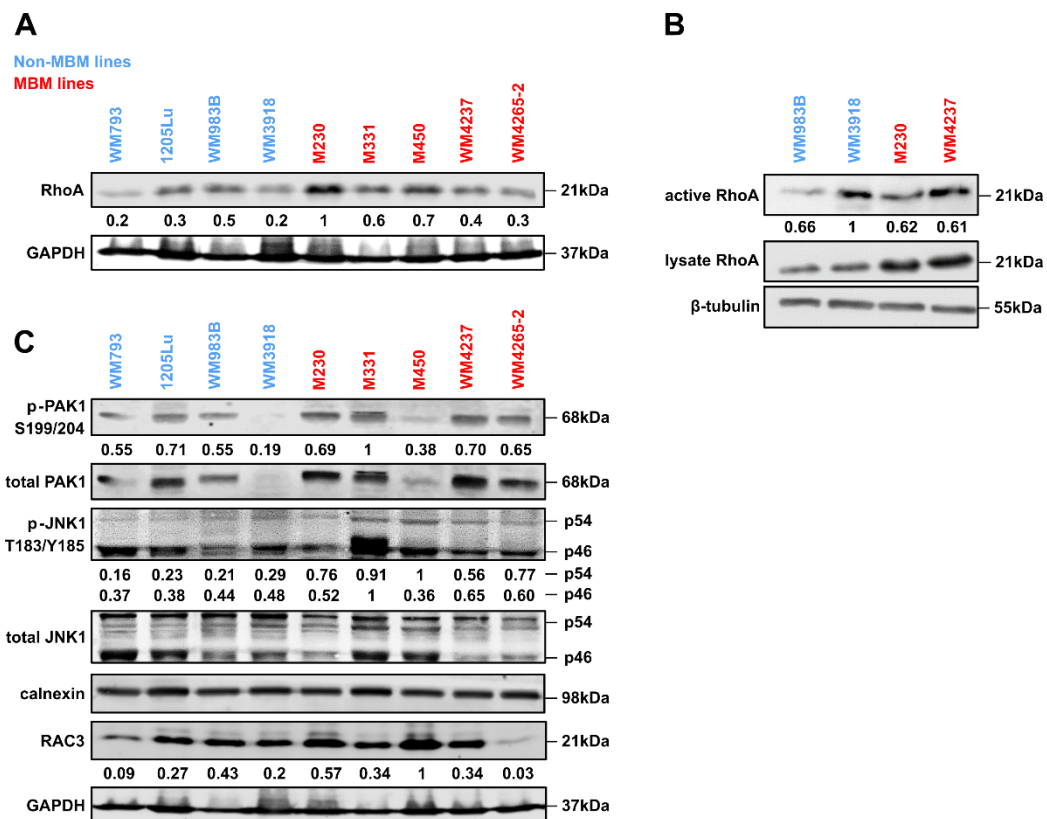 A
Non-MBM lines
MBM lines
WM793 1205Lu WM983B WM3918 M230 M331 M450 WM4237 WM4265-2
RhoA 21kDa
0.2 0.3 0.5 0.2 1 0.6 0.7 0.4 0.3
GAPDH 37kDa
B
WM983B WM3918 M230 WM4237
active RhoA 21kDa
0.66 1 0.62 0.61
lysate RhoA 21kDa
β-tubulin 55kDa
C
WM793 1205Lu WM983B WM3918 M230 M331 M450 WM4237 WM4265-2
p-PAK1
S199/204 68kDa
0.55 0.71 0.55 0.19 0.69 1 0.38 0.70 0.65
total PAK1 68kDa
p-JNK1 p54
T183/Y185 p46
0.16 0.23 0.21 0.29 0.76 0.91 1 0.56 0.77 p54
0.37 0.38 0.44 0.48 0.52 1 0.36 0.65 0.60 p46
total JNK1 p54
p46
calnexin 98kDa
RAC3 21kDa
0.09 0.27 0.43 0.2 0.57 0.34 1 0.34 0.03
GAPDH 37kDa